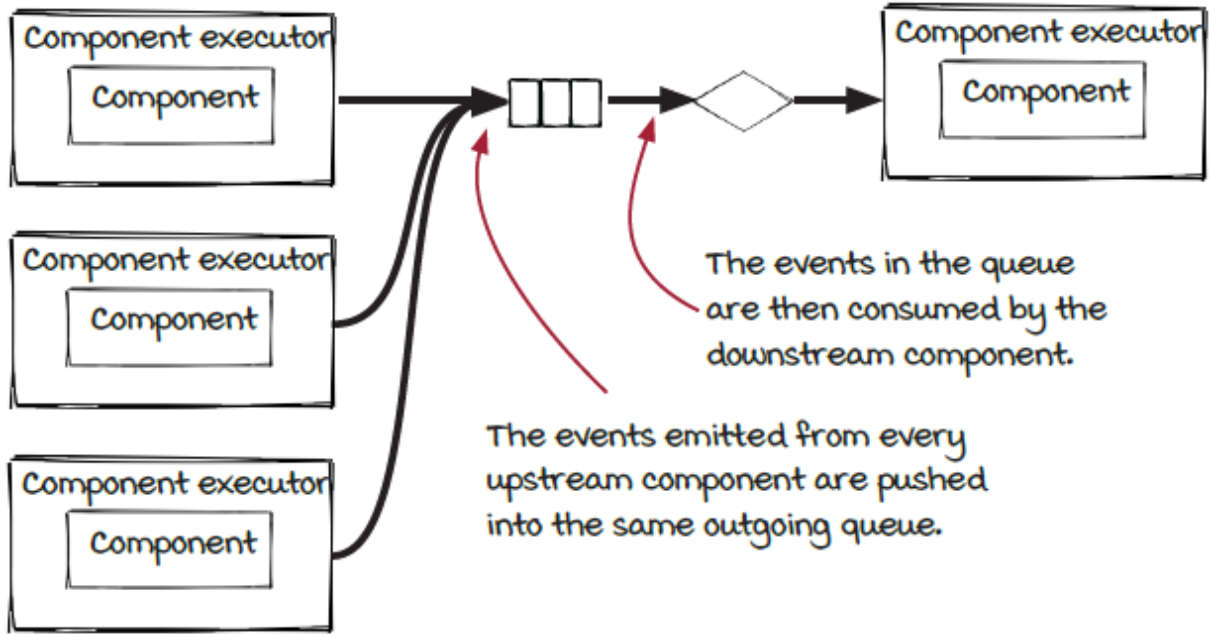 Component executor
Component
Component executor
Component
Component executor
Component
Component executor
Component
The events in the queue
are then consumed by the
downstream component.
The events emitted from every
upstream component are pushed
into the same outgoing queue.